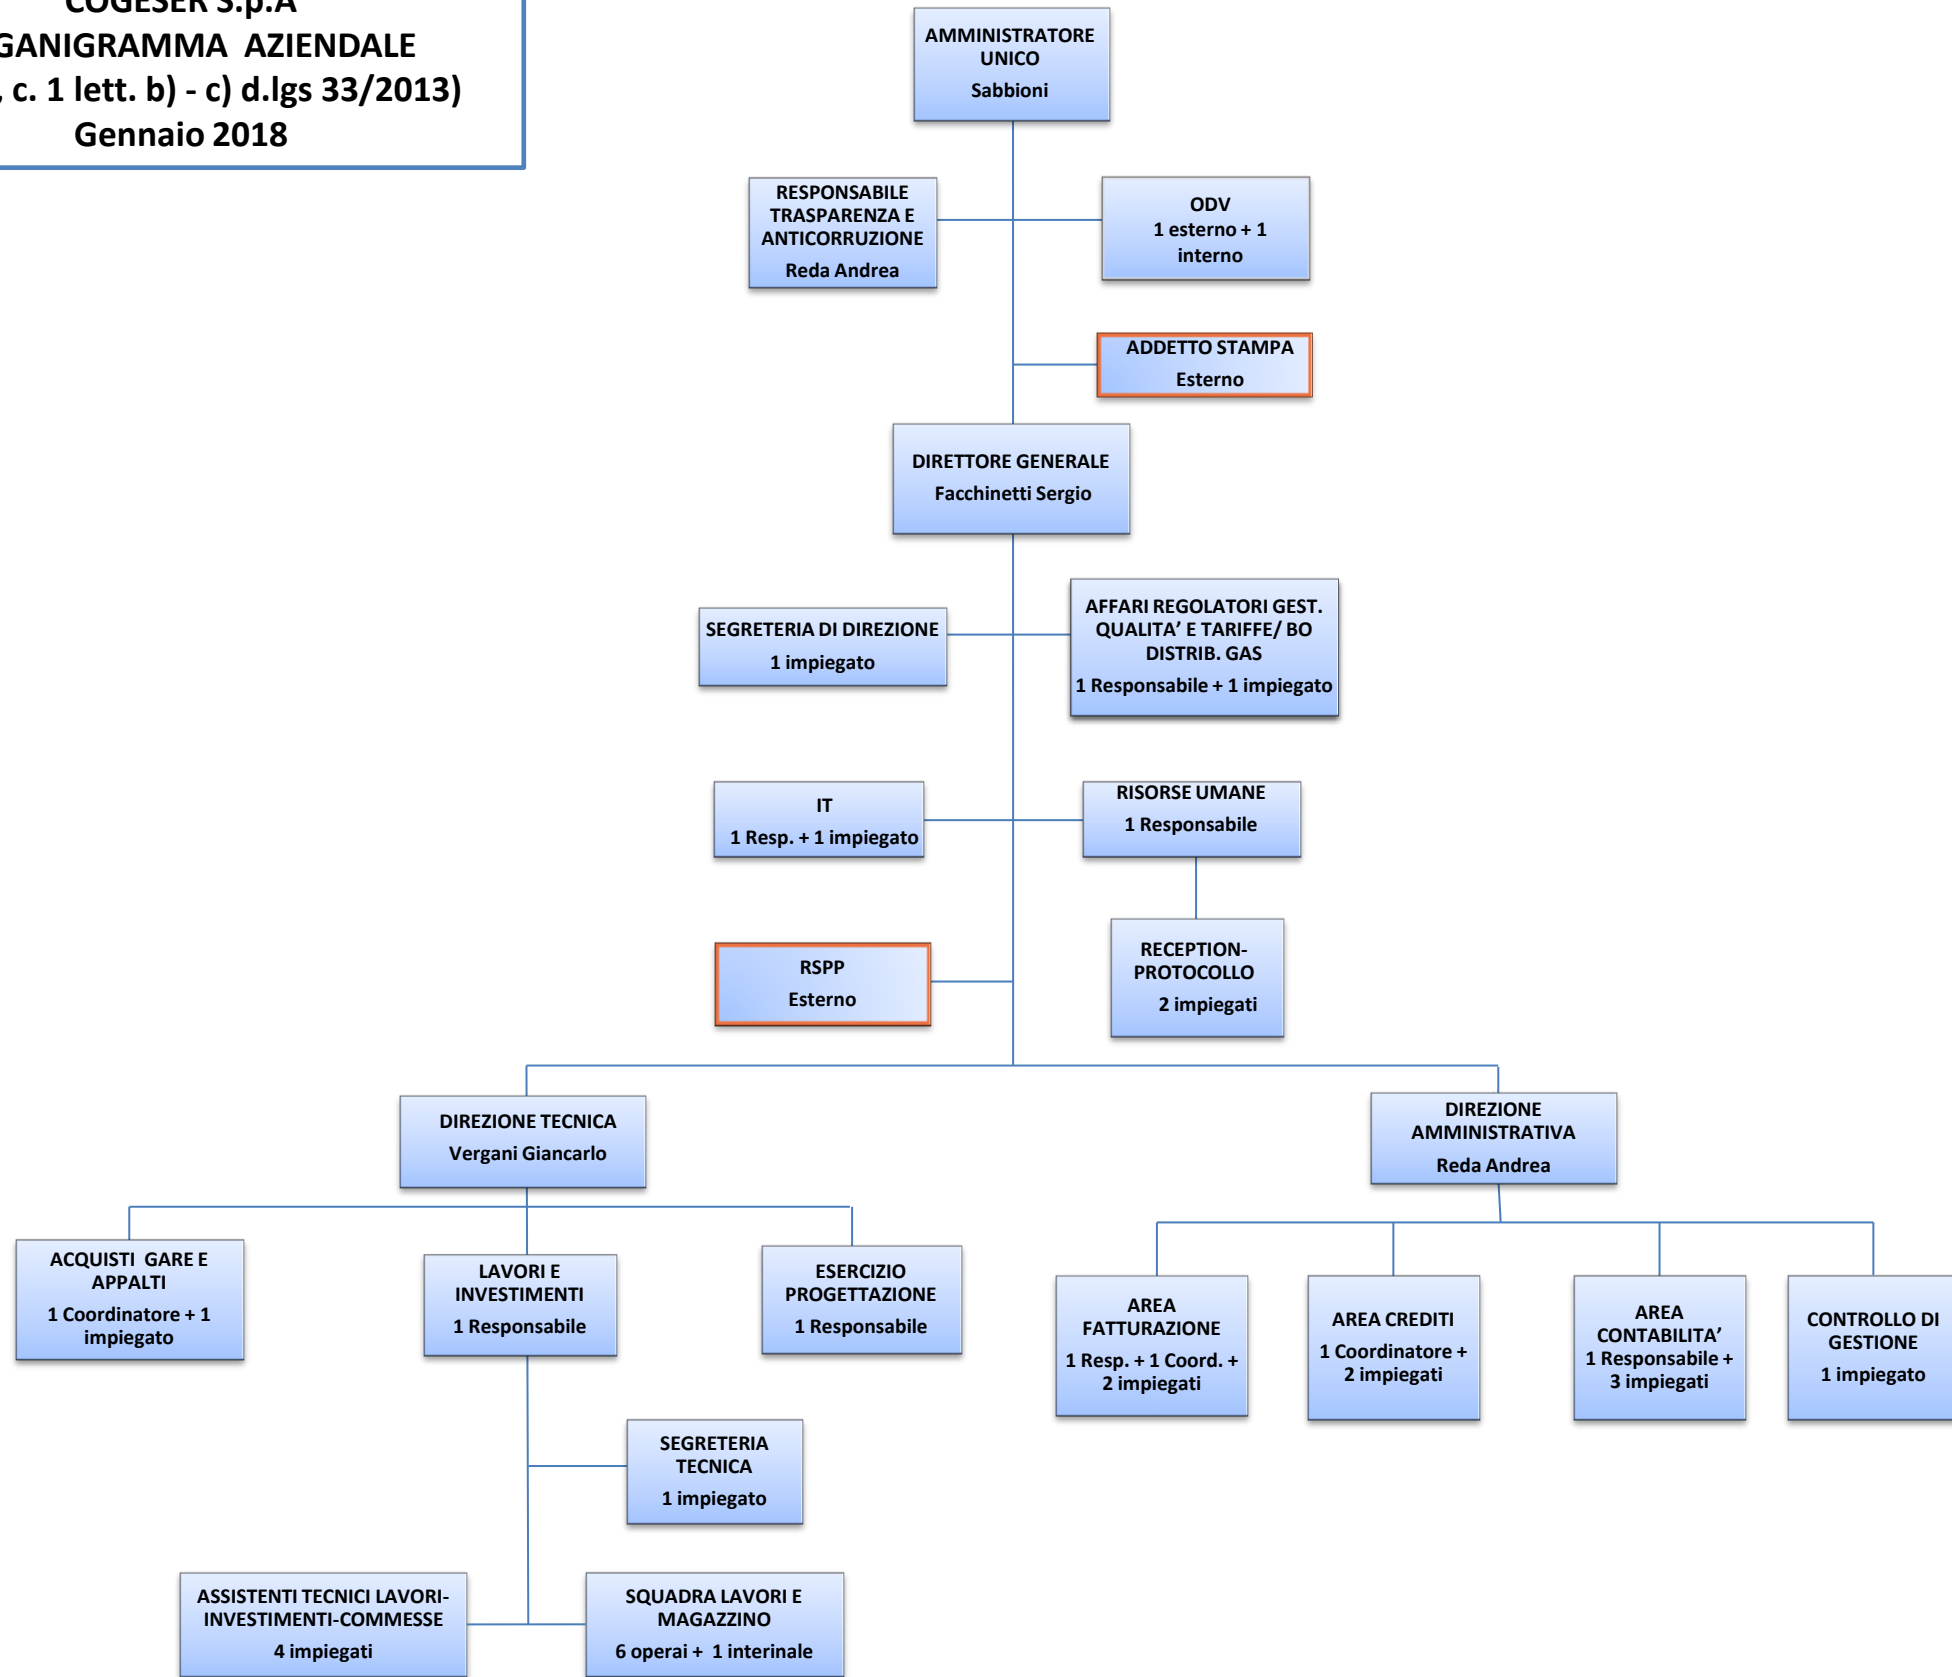 COGESER S.p.A
GANIGRAMMA AZIENDALE
, c. 1 lett. b) - c) d.lgs 33/2013)
Gennaio 2018
AMMINISTRATORE
UNICO
Sabbioni
RESPONSABILE
TRASPARENZA E
ANTICORRUZIONE
Reda Andrea
ODV
1 esterno + 1
interno
ADDETTO STAMPA
Esterno
DIRETTORE GENERALE
Facchinetti Sergio
SEGRETERIA DI DIREZIONE
1 impiegato
AFFARI REGOLATORI GEST.
QUALITA’ E TARIFFE/ BO
DISTRIB. GAS
1 Responsabile + 1 impiegato
IT
1 Resp. + 1 impiegato
RISORSE UMANE
1 Responsabile
RECEPTION-
PROTOCOLLO
2 impiegati
RSPP
Esterno
DIREZIONE TECNICA
Vergani Giancarlo
DIREZIONE
AMMINISTRATIVA
Reda Andrea
ACQUISTI GARE E
APPALTI
1 Coordinatore + 1
impiegato
LAVORI E
INVESTIMENTI
1 Responsabile
ESERCIZIO
PROGETTAZIONE
1 Responsabile
AREA
FATTURAZIONE
1 Resp. + 1 Coord. +
2 impiegati
AREA CREDITI
1 Coordinatore +
2 impiegati
AREA
CONTABILITA’
1 Responsabile +
3 impiegati
CONTROLLO DI
GESTIONE
1 impiegato
SEGRETERIA
TECNICA
1 impiegato
ASSISTENTI TECNICI LAVORI-
INVESTIMENTI-COMMESSE
4 impiegati
SQUADRA LAVORI E
MAGAZZINO
6 operai + 1 interinale